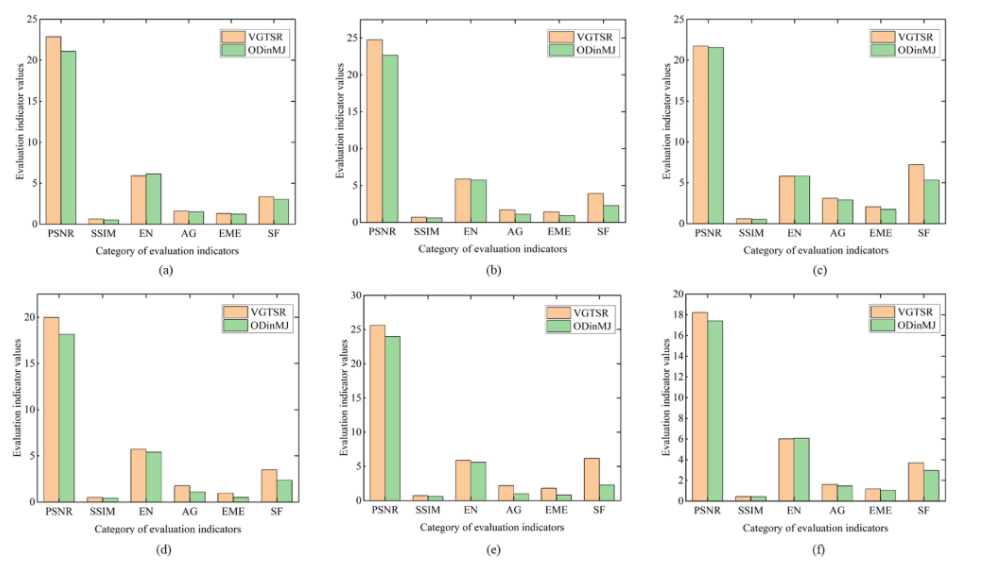 25
20
15
10
5
0
Evaluation indicator values
VGTSR
ODinMJ
PSNR SSIM EN AG EME SF
Category of evaluation indicators
(a)
25
20
15
10
5
0
Evaluation indicator values
VGTSR
ODinMJ
PSNR SSIM EN AG EME SF
Category of evaluation indicators
(b)
25
20
15
10
5
0
Evaluation indicator values
VGTSR
ODinMJ
PSNR SSIM EN AG EME SF
Category of evaluation indicators
(c)
20
15
10
5
0
Evaluation indicator values
VGTSR
ODinMJ
PSNR SSIM EN AG EME SF
Category of evaluation indicators
(d)
30
25
20
15
10
5
0
Evaluation indicator values
VGTSR
ODinMJ
PSNR SSIM EN AG EME SF
Category of evaluation indicators
(e)
20
18
16
14
12
10
8
6
4
2
0
Evaluation indicator values
VGTSR
ODinMJ
PSNR SSIM EN AG EME SF
Category of evaluation indicators
(f)